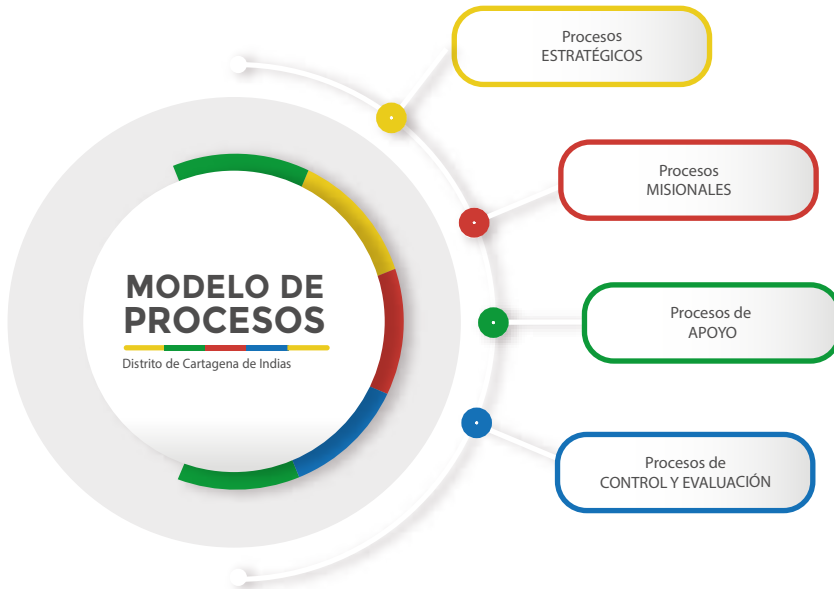 Procesos
ESTRATÉGICOS
Procesos
MISIONALES
MODELO DE
PROCESOS
Distrito de Cartagena de Indias
Procesos de
APOYO
Procesos de
CONTROL Y EVALUACIÓN